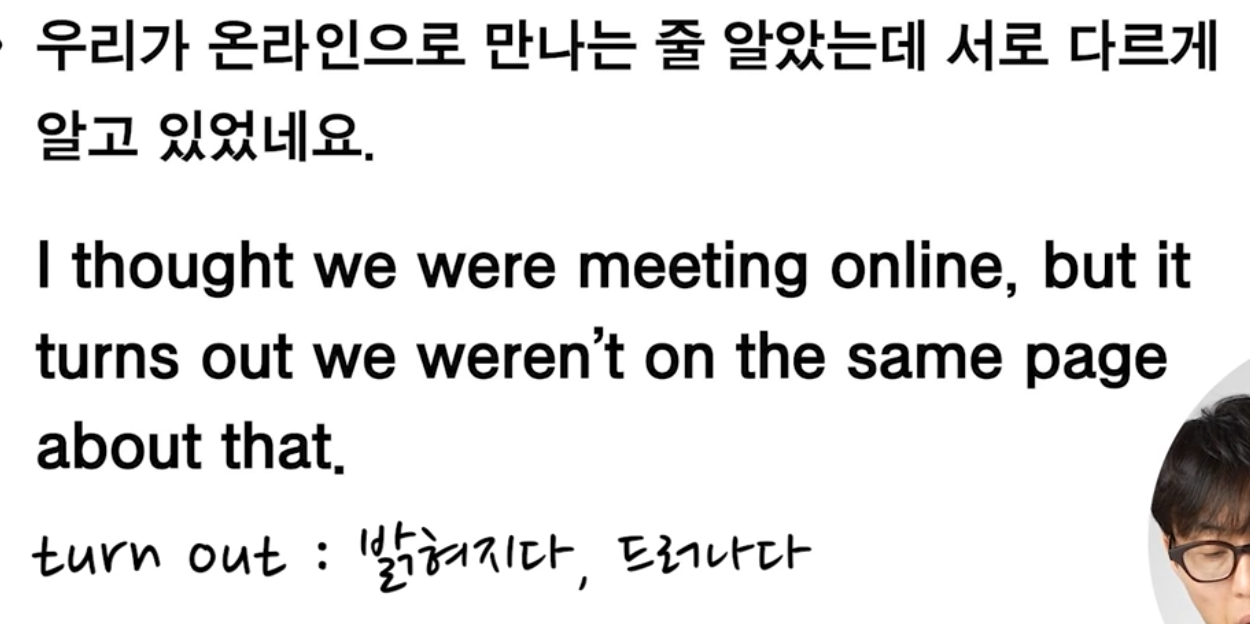 우리가 온라인으로 만나는 줄 알았는데 서로 다르게
알고 있었네요.
I thought we were meeting online, but it
turns out we weren’t on the same page
about that.
turn out : 밝혀지다, 드러나다